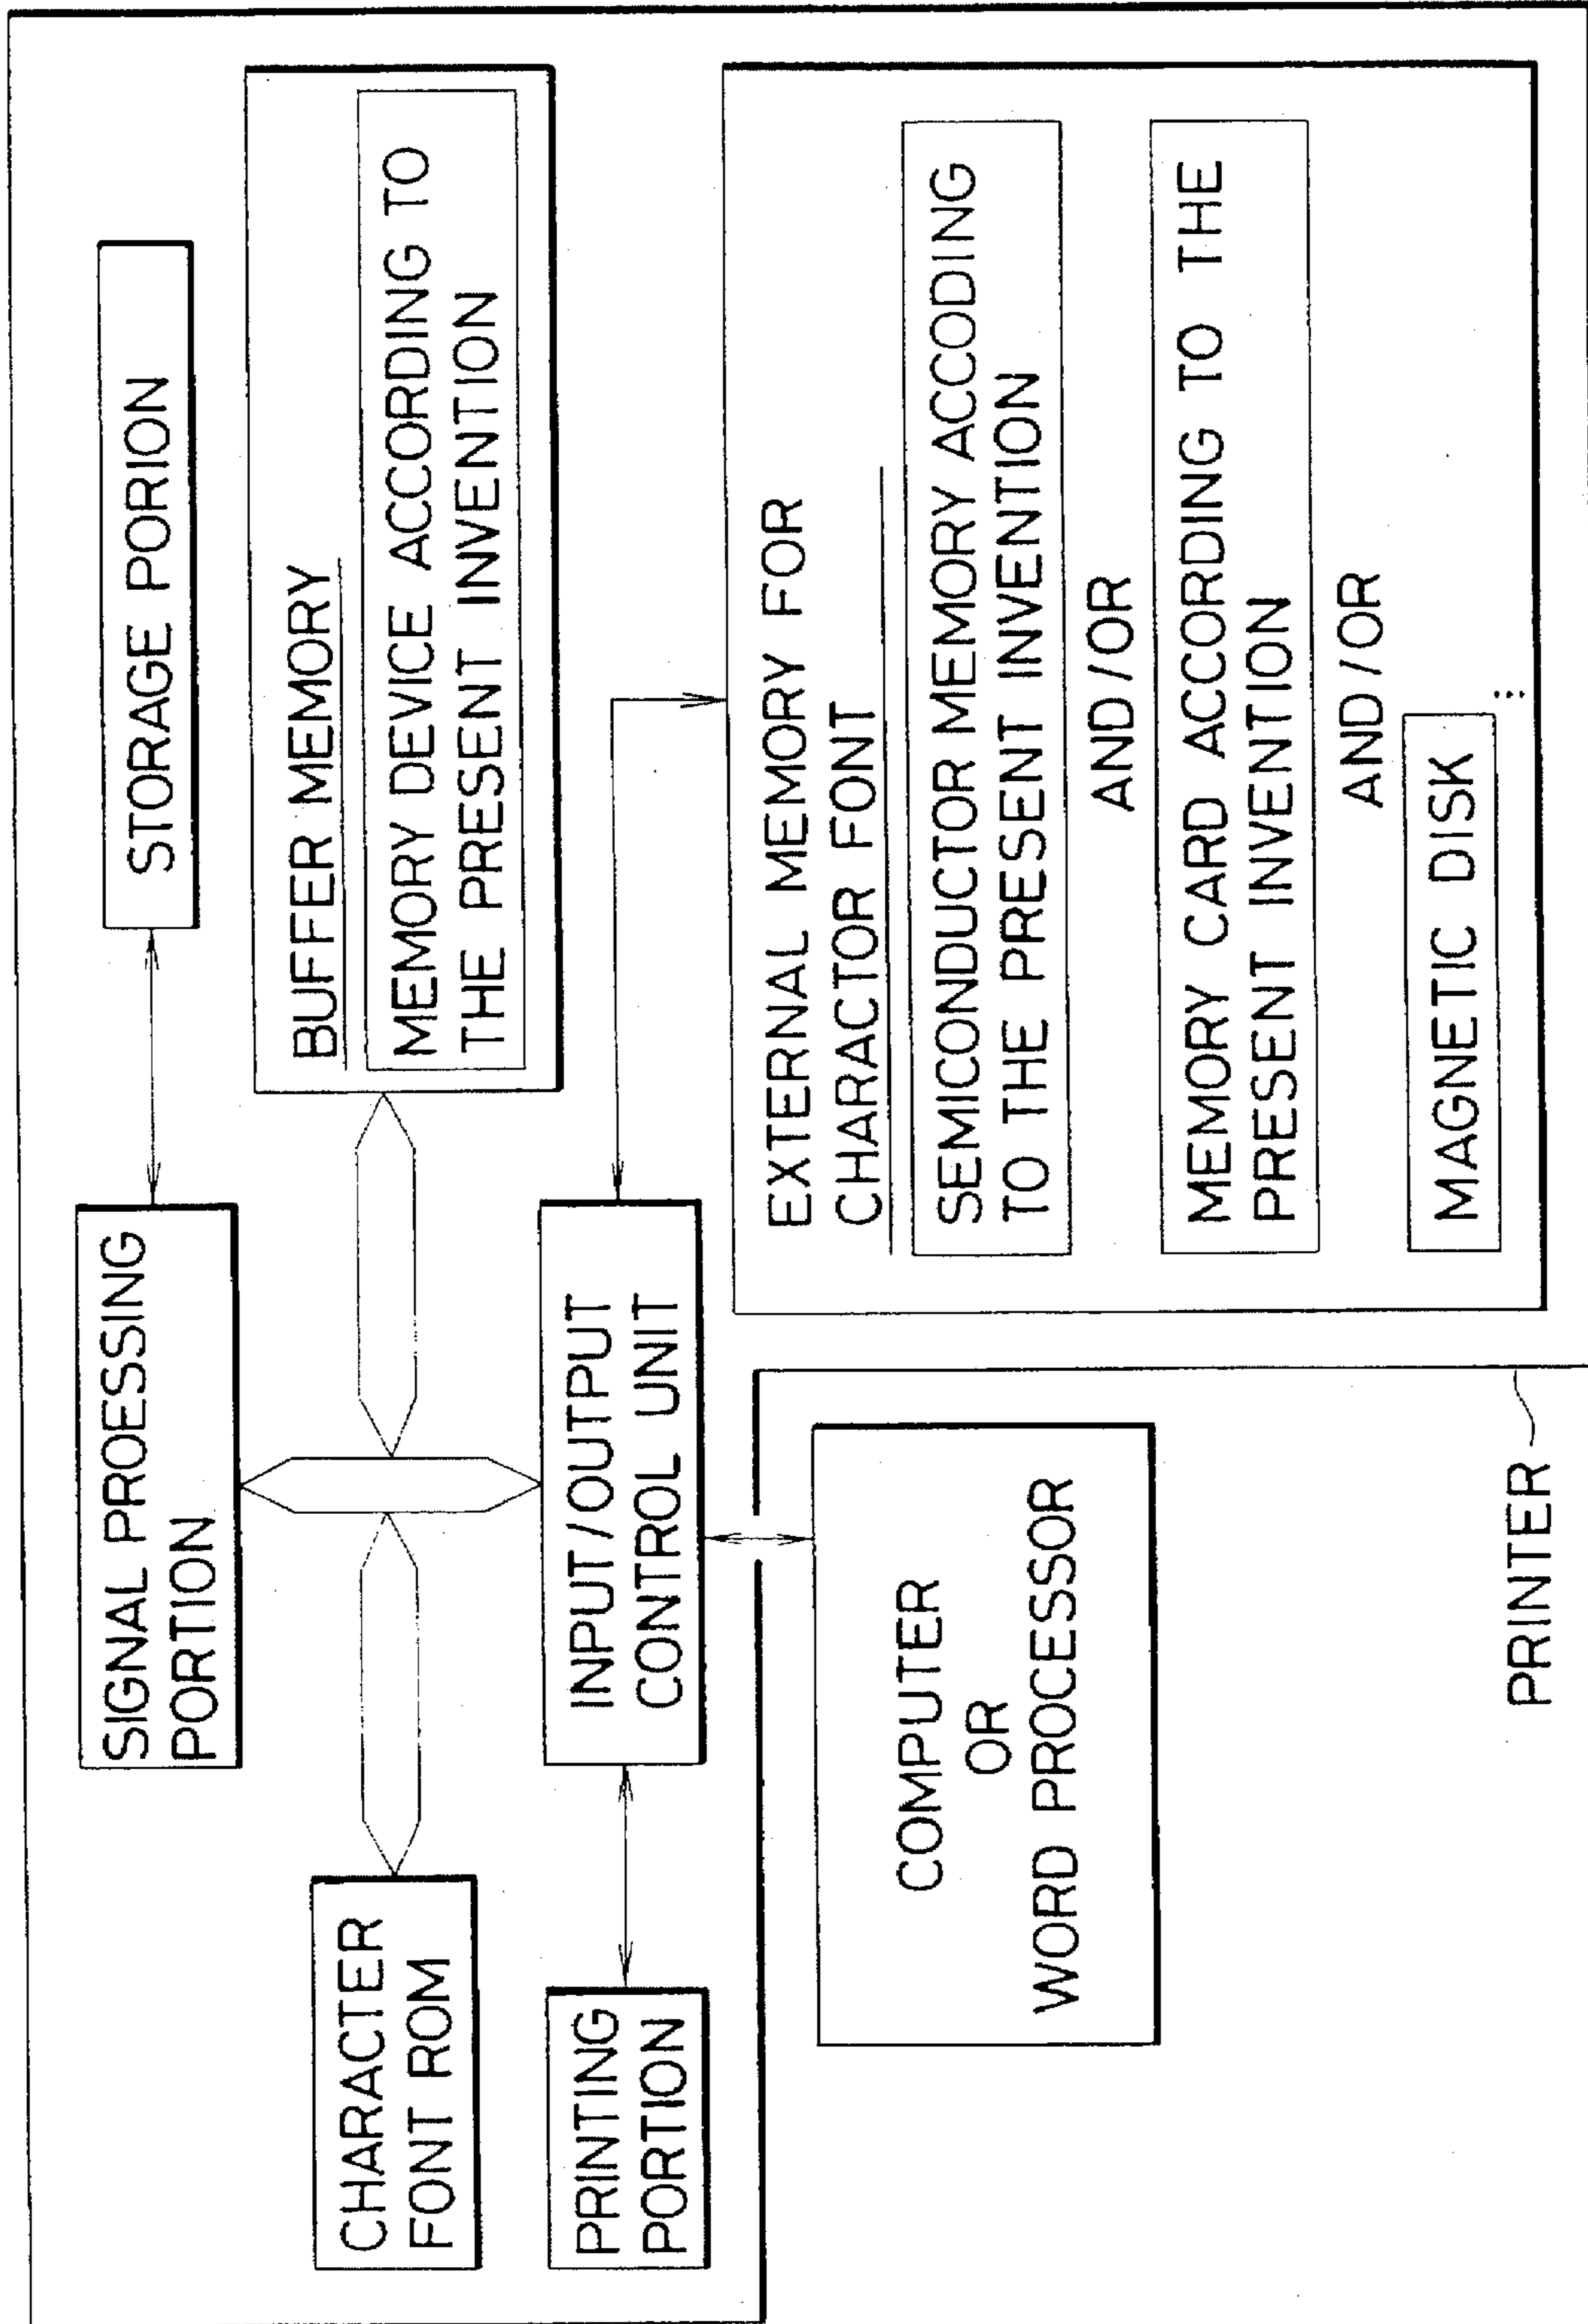 SIGNAL PROESSING
PORTION
STORAGE PORION
CHARACTER
FONT ROM
BUFFER MEMORY
MEMORY DEVICE ACCORDING TO
THE PRESENT INVENTION
PRINTING
PORTION
INPUT/OUTPUT
CONTROL UNIT
COMPUTER
OR
WORD PROCESSOR
EXTERNAL MEMORY FOR
CHARACTOR FONT
SEMICONDUCTOR MEMORY ACCODING
TO THE PRESENT INVENTION
AND/OR
MEMORY CARD ACCORDING TO THE
PRESENT INVENTION
AND/OR
MAGNETIC DISK
PRINTER